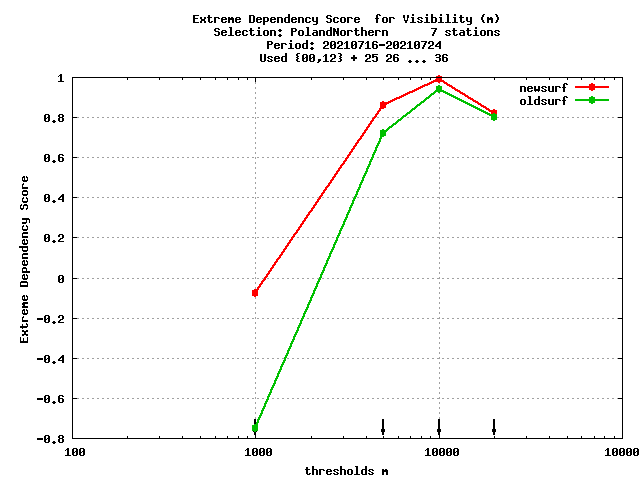 Extreme Dependency Score  for Visibility (m)
Selection: PolandNorthern      7 stations
Period: 20210716-20210724
Used {00,12} + 25 26 ... 36
newsurf
oldsurf
1
0.8
0.6
0.4
0.2
0
-0.2
-0.4
-0.6
-0.8
Extreme Dependency Score
100
1000
10000
10000
thresholds m